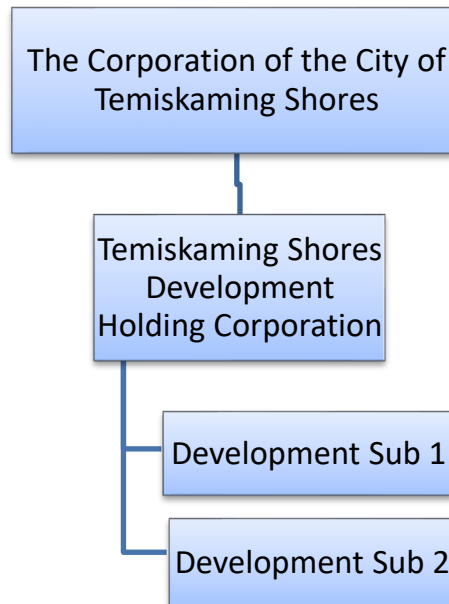 The Corporation of the City of
Temiskaming Shores
Temiskaming Shores
Development
Holding Corporation
Development Sub 1
Development Sub 2